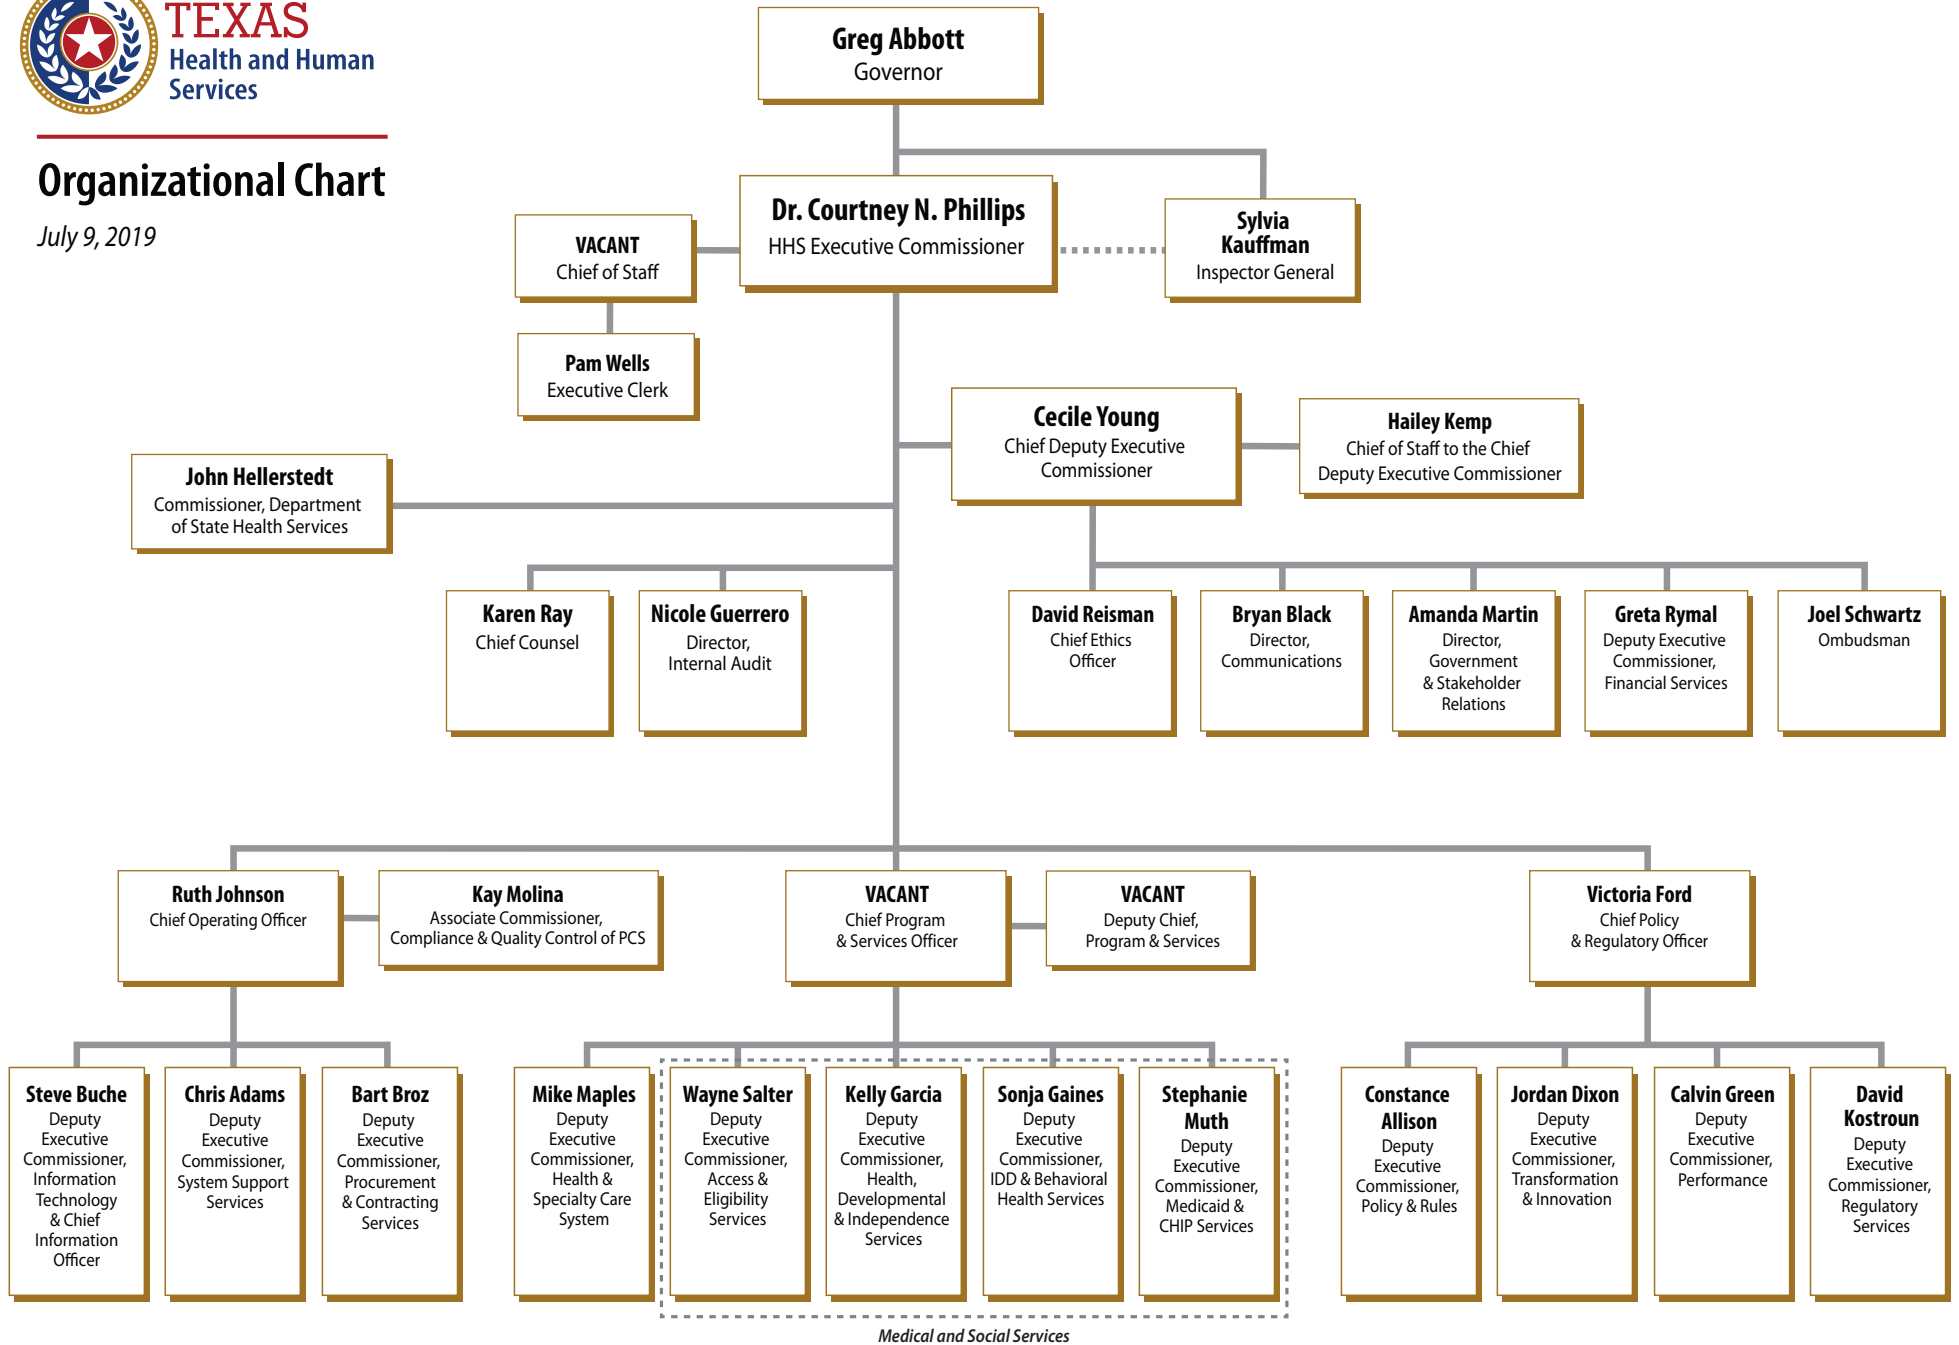 TEXAS
Health and Human
Services
Organizational Chart
July 9, 2019
Greg Abbott
Governor
Dr. Courtney N. Phillips
HHS Executive Commissioner
Sylvia
Kauffman
Inspector General
VACANT
Chief of Staff
Pam Wells
Executive Clerk
Cecile Young
Chief Deputy Executive
Commissioner
Hailey Kemp
Chief of Staff to the Chief
Deputy Executive Commissioner
John Hellerstedt
Commissioner, Department
of State Health Services
Karen Ray
Chief Counsel
Nicole Guerrero
Director,
Internal Audit
David Reisman
Chief Ethics
Officer
Bryan Black
Director,
Communications
Amanda Martin
Director,
Government
& Stakeholder
Relations
Greta Rymal
Deputy Executive
Commissioner,
Financial Services
Joel Schwartz
Ombudsman
Ruth Johnson
Chief Operating Officer
Kay Molina
Associate Commissioner,
Compliance & Quality Control of PCS
VACANT
Chief Program
& Services Officer
VACANT
Deputy Chief,
Program & Services
Victoria Ford
Chief Policy
& Regulatory Officer
Steve Buche
Deputy
Executive
Commissioner,
Information
Technology
& Chief
Information
Officer
Chris Adams
Deputy
Executive
Commissioner,
System Support
Services
Bart Broz
Deputy
Executive
Commissioner,
Procurement
& Contracting
Services
Mike Maples
Deputy
Executive
Commissioner,
Health &
Specialty Care
System
Wayne Salter
Deputy
Executive
Commissioner,
Access &
Eligibility
Services
Kelly Garcia
Deputy
Executive
Commissioner,
Health,
Developmental
& Independence
Services
Sonja Gaines
Deputy
Executive
Commissioner,
IDD & Behavioral
Health Services
Stephanie
Muth
Deputy
Executive
Commissioner,
Medicaid &
CHIP Services
Constance
Allison
Deputy
Executive
Commissioner,
Policy & Rules
Jordan Dixon
Deputy
Executive
Commissioner,
Transformation
& Innovation
Calvin Green
Deputy
Executive
Commissioner,
Performance
David
Kostroun
Deputy
Executive
Commissioner,
Regulatory
Services
Medical and Social Services